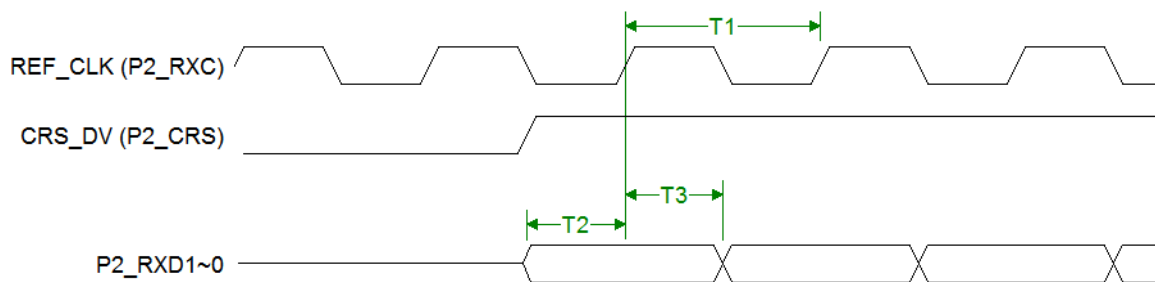 T1
REF_CLK (P2_RXC)
CRS_DV (P2_CRS)
T3
T2
P2_RXD1~0